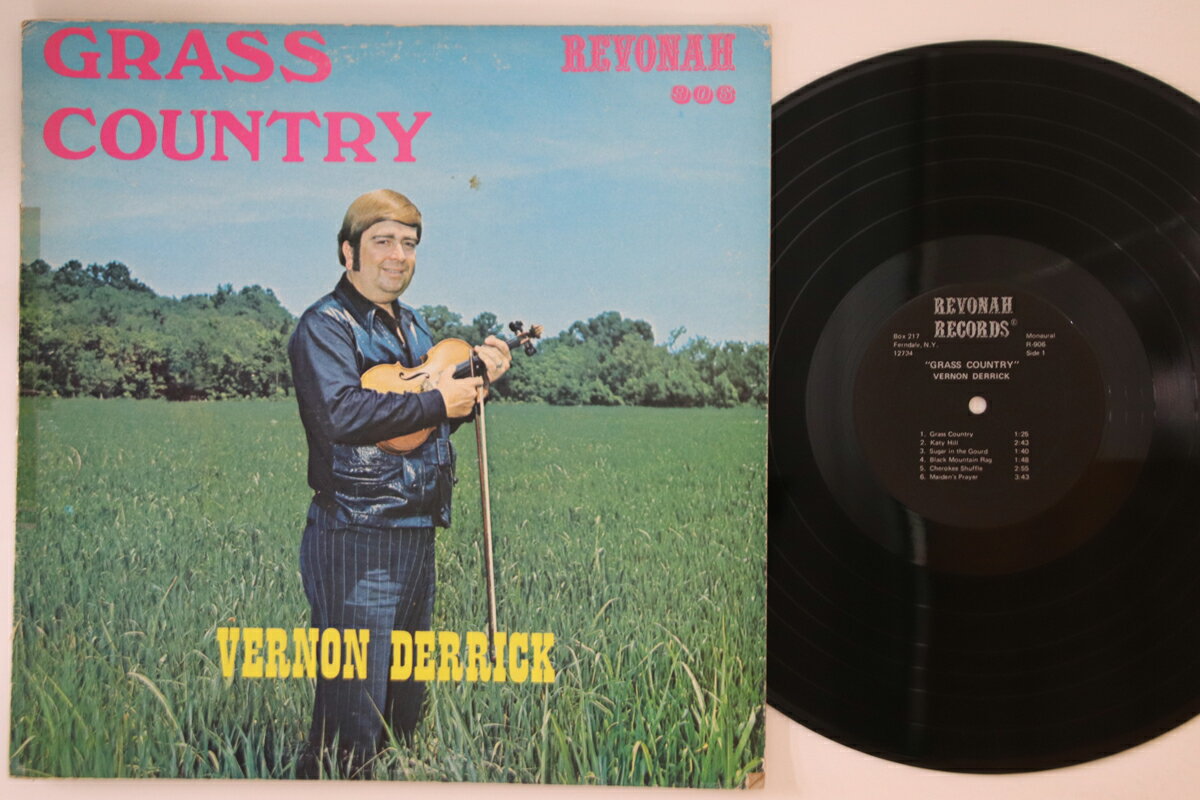 GRASS
COUNTRY
REVONAH
906
VERNON DERRICK
REVONAH
RECORDS©
Box 217
Ferndale, N.Y.
12734
Monaural
R-906
Side 1
"GRASS COUNTRY"
VERNON DERRICK
1. Grass Country 1:25
2. Katy Hill 2:43
3. Sugar in the Gourd 1:40
4. Black Mountain Rag 1:48
5. Cherokee Shuffle 2:55
6. Maiden's Prayer 3:43